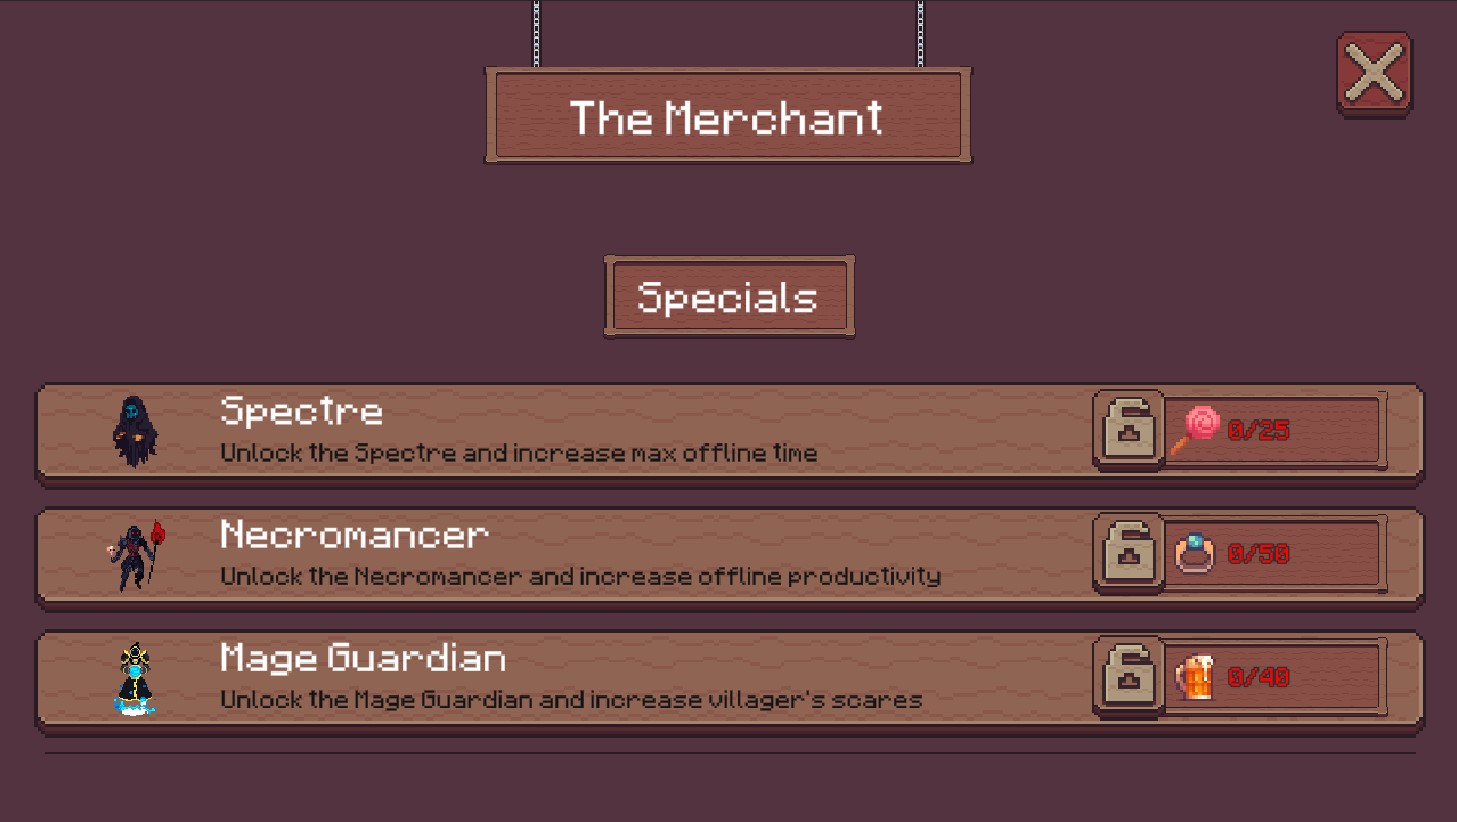 The Merchant
Specials
Spectre
Unlock the Spectre and increase max offline time
0/25
Necromancer
Unlock the Necromancer and increase offline productivity
0/50
Mage Guardian
Unlock the Mage Guardian and increase villager's scares
0/40